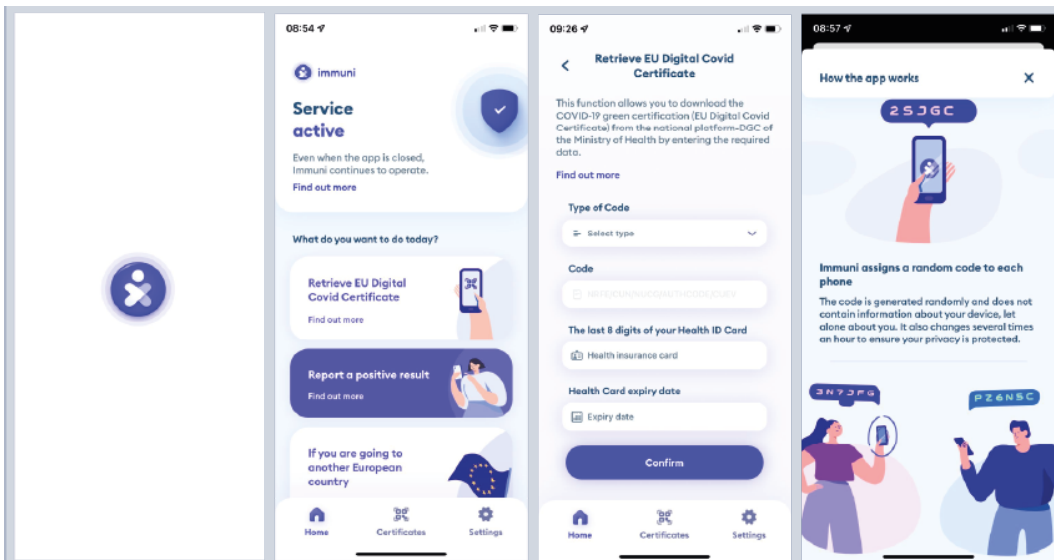 08:54
immuni
Service
active
Even when the app is closed,
Immuni continues to operate.
Find out more
What do you want to do today?
Retrieve EU Digital
Covid Certificate
Find out more
Report a positive result
Find out more
If you are going to
another European
country
Home
Certificates
Settings
09:26
Retrieve EU Digital Covid
Certificate
This function allows you to download the
COVID-19 green certification (EU Digital Covid
Certificate) from the national platform-DGC of
the Ministry of Health by entering the required
data.
Find out more
Type of Code
Select type
Code
The last 8 digits of your Health ID Card
Health insurance card
Health Card expiry date
Expiry date
Confirm
Home
Certificates
Settings
08:57
How the app works
2SJGC
Immuni assigns a random code to each
phone
The code is generated randomly and does not
contain information about your device, let
alone about you. It also changes several times
an hour to ensure your privacy is protected.
3N7JFG
PZ6N5C